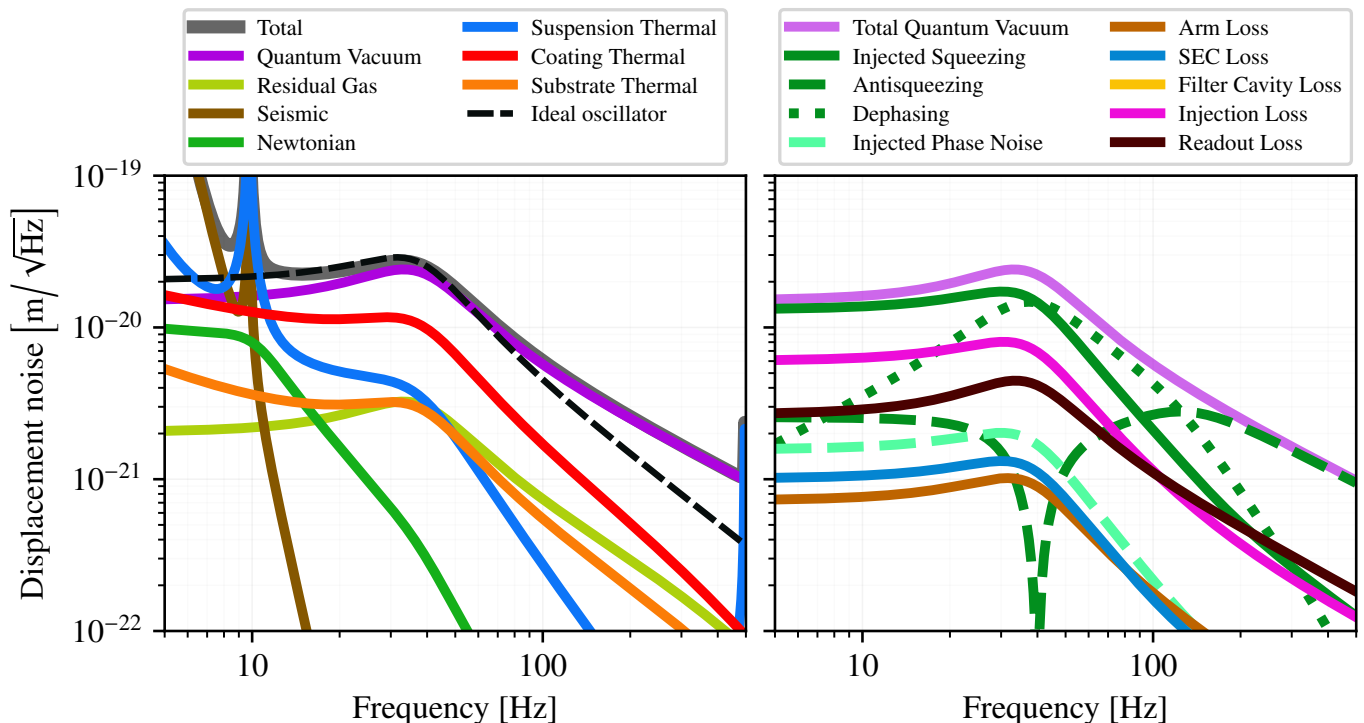 Total
Quantum Vacuum
Residual Gas
Seismic
Newtonian
Suspension Thermal
Coating Thermal
Substrate Thermal
Ideal oscillator
Total Quantum Vacuum
Injected Squeezing
Antisqueezing
Dephasing
Injected Phase Noise
Arm Loss
SEC Loss
Filter Cavity Loss
Injection Loss
Readout Loss
Displacement noise [m/√Hz]
10⁻¹⁹
10⁻²⁰
10⁻²¹
10⁻²²
10 100
Frequency [Hz]
10 100
Frequency [Hz]